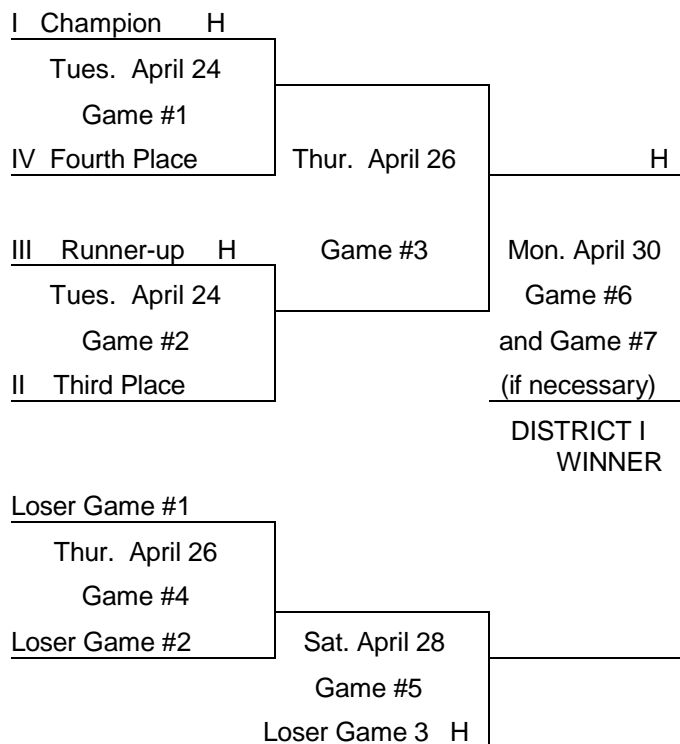 I Champion H
Tues. April 24
Game #1
IV Fourth Place
Thur. April 26
H
III Runner-up H
Game #3
Mon. April 30
Tues. April 24
Game #6
Game #2
and Game #7
II Third Place
(if necessary)
DISTRICT I
WINNER
Loser Game #1
Thur. April 26
Game #4
Loser Game #2
Sat. April 28
Game #5
Loser Game 3 H